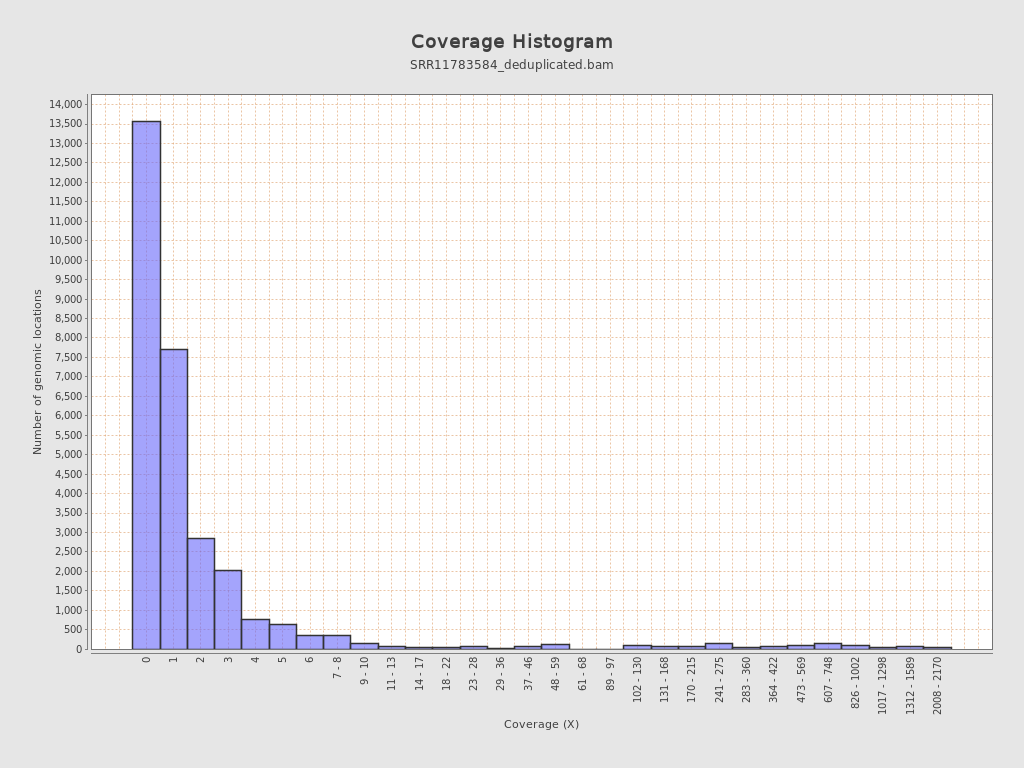 Coverage Histogram
SRR11783584_deduplicated.bam
Number of genomic locations
14,000
13,500
13,000
12,500
12,000
11,500
11,000
10,500
10,000
9,500
9,000
8,500
8,000
7,500
7,000
6,500
6,000
5,500
5,000
4,500
4,000
3,500
3,000
2,500
2,000
1,500
1,000
500
0
0
1
2
3
4
5
6
7 - 8
9 - 10
11 - 13
14 - 17
18 - 22
23 - 28
29 - 36
37 - 46
48 - 59
61 - 68
89 - 97
102 - 130
131 - 168
170 - 215
241 - 275
283 - 360
364 - 422
473 - 569
607 - 748
826 - 1002
1017 - 1298
1312 - 1589
2008 - 2170
Coverage (X)